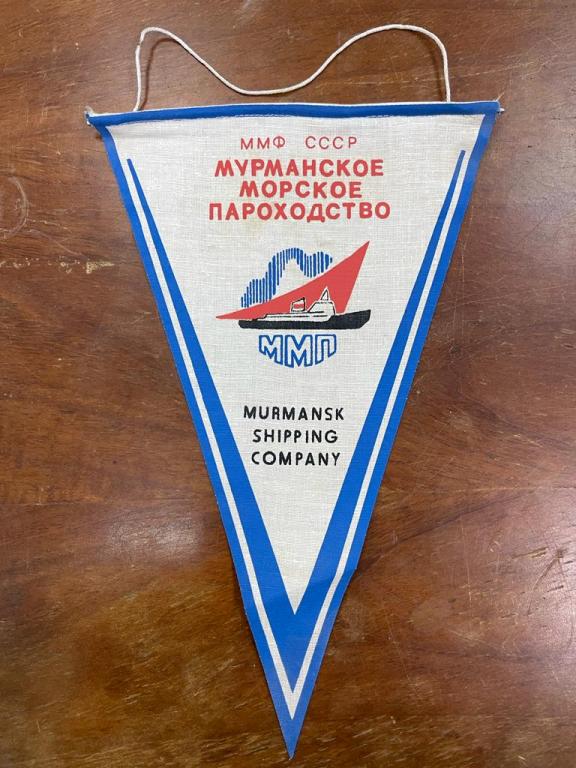 ММФ СССР
МУРМАНСКОЕ
МОРСКОЕ
ПАРОХОДСТВО
ММП
MURMANSK
SHIPPING
COMPANY